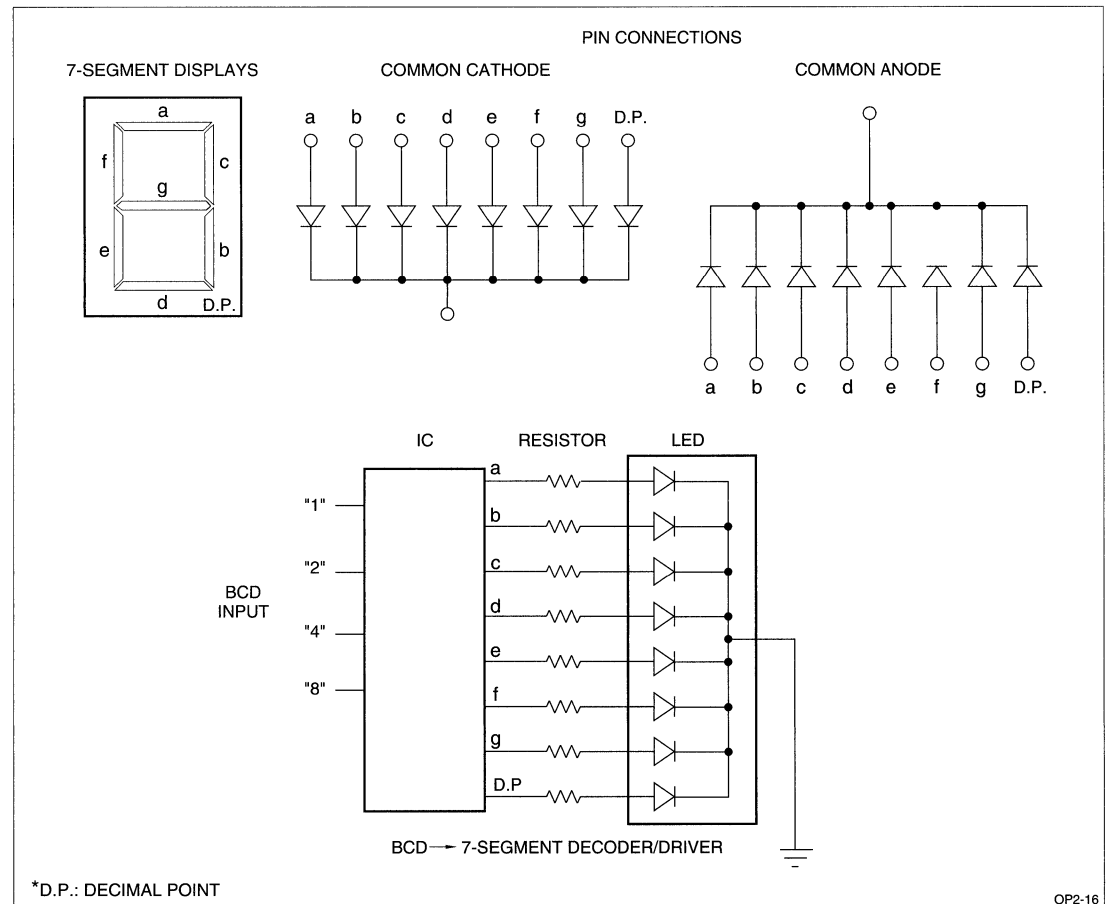 PIN CONNECTIONS
7-SEGMENT DISPLAYS
COMMON CATHODE
COMMON ANODE
a
f
c
g
e
b
d
D.P.
a b c d e f g D.P.
a b c d e f g D.P.
IC
RESISTOR
LED
BCD
INPUT
"1"
"2"
"4"
"8"
a
b
c
d
e
f
g
D.P
BCD → 7-SEGMENT DECODER/DRIVER
*D.P.: DECIMAL POINT
OP2-16